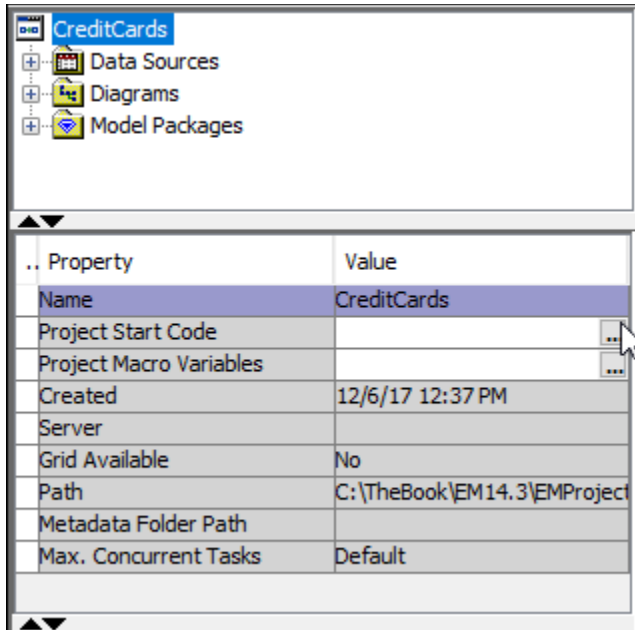 CreditCards
Data Sources
Diagrams
Model Packages
.. Property Value
Name CreditCards
Project Start Code ...
Project Macro Variables ...
Created 12/6/17 12:37 PM
Server
Grid Available No
Path C:\TheBook\EM14.3\EMProject
Metadata Folder Path
Max. Concurrent Tasks Default